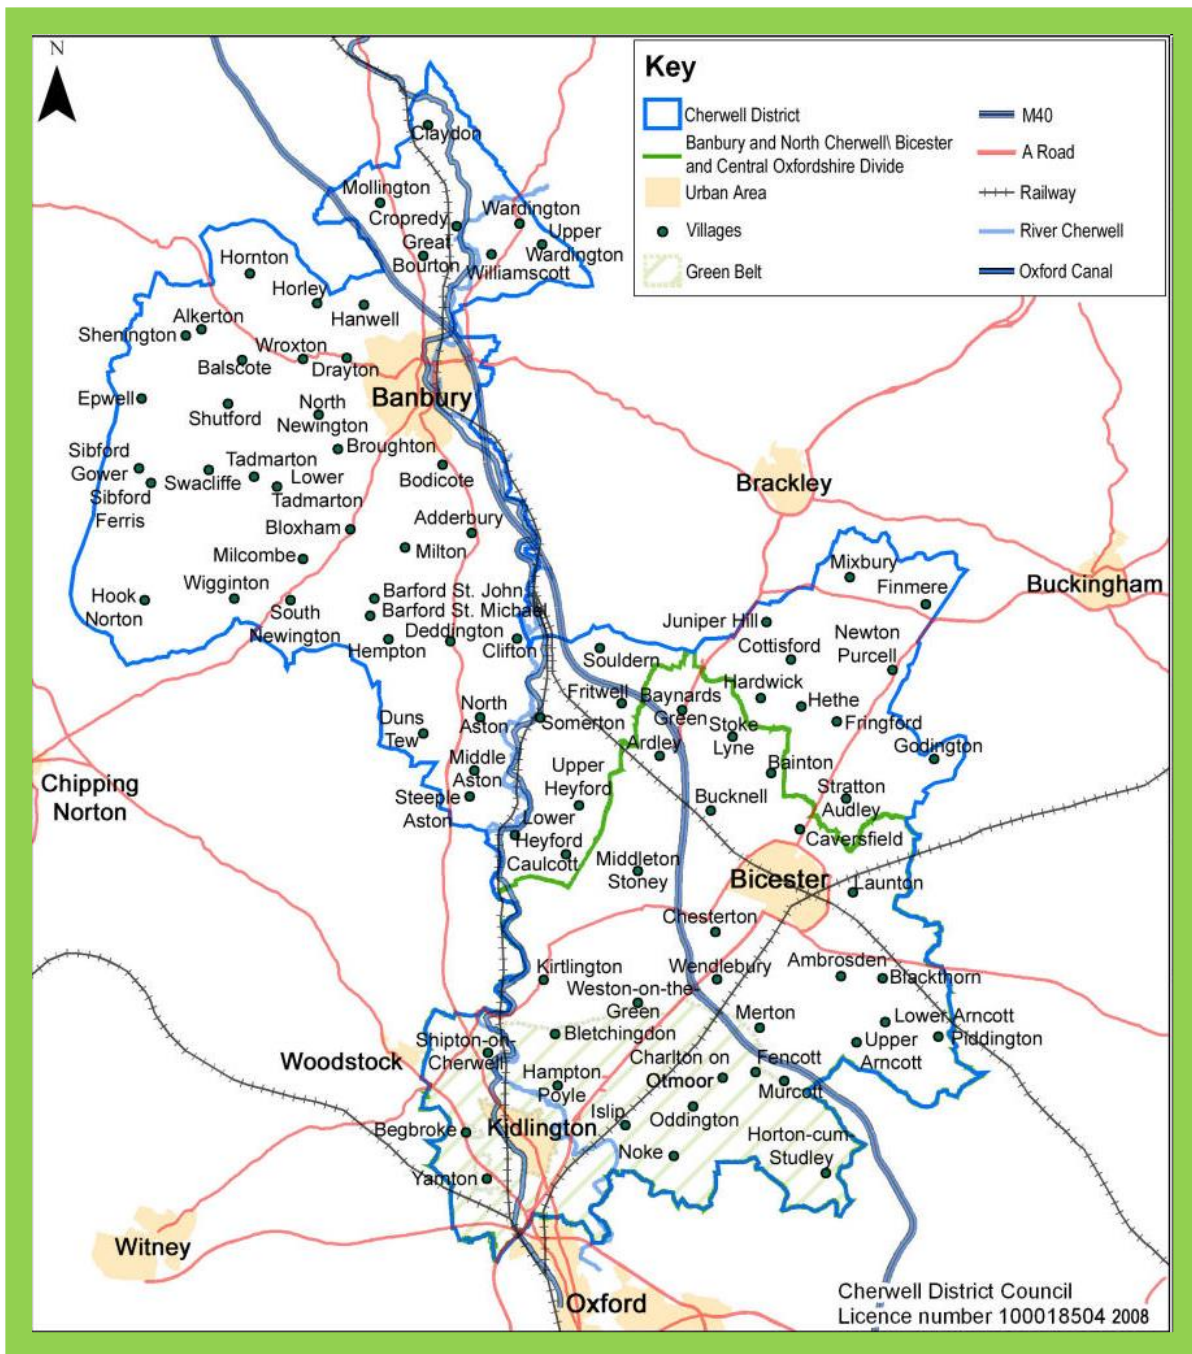 N
Key
Cherwell District
Banbury and North Cherwell\ Bicester
and Central Oxfordshire Divide
Urban Area
Villages
Green Belt
M40
A Road
Railway
River Cherwell
Oxford Canal
Claydon
Mollington
Cropredy
Wardington
Great
Bourton
Upper
Wardington
Williamscott
Hornton
Horley
Hanwell
Alkerton
Shenington
Wroxton
Balscote
Drayton
Epwell
Shutford
North
Newington
Banbury
Broughton
Sibford
Gower
Sibford
Ferris
Swacliffe
Tadmarton
Lower
Tadmarton
Bodicote
Bloxham
Adderbury
Milcombe
Milton
Wigginton
Hook
Norton
South
Newington
Barford St. John
Barford St. Michael
Hempton
Deddington
Clifton
Brackley
Buckingham
Mixbury
Finmere
Juniper Hill
Cottisford
Newton
Purcell
Souldern
Fritwell
Baynards
Green
Hardwick
Hethe
Fringford
Stoke
Lyne
Godington
North
Aston
Somerton
Ardley
Duns
Tew
Middle
Aston
Steeple
Aston
Upper
Heyford
Bainton
Bucknell
Stratton
Audley
Caversfield
Lower
Heyford
Caulcott
Middleton
Stoney
Bicester
Launton
Chipping
Norton
Chesterton
Kirtlington
Wendlebury
Ambrosden
Blackthorn
Weston-on-the-
Green
Merton
Lower Arncott
Piddington
Upper
Arncott
Bletchingdon
Shipton-on-
Cherwell
Woodstock
Hampton
Poyle
Charlton on
Otmoor
Fencott
Murcott
Islip
Oddington
Kidlington
Begbroke
Noke
Horton-cum-
Studley
Yarnton
Witney
Oxford
Cherwell District Council
Licence number 100018504 2008